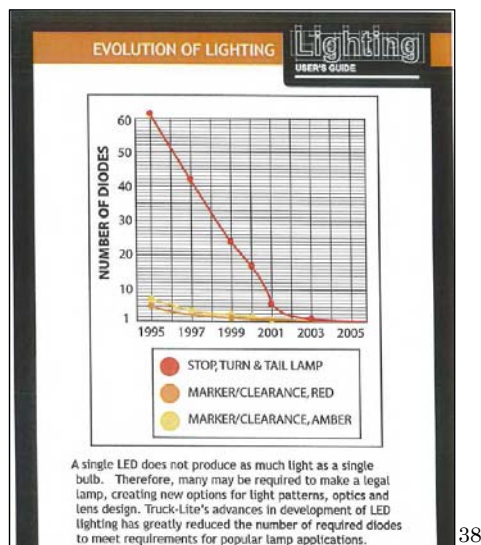 EVOLUTION OF LIGHTING
Lighting
USER'S GUIDE
60
50
40
30
20
10
1
NUMBER OF DIODES
1995 1997 1999 2001 2003 2005
STOP, TURN & TAIL LAMP
MARKER/CLEARANCE, RED
MARKER/CLEARANCE, AMBER
A single LED does not produce as much light as a single
bulb. Therefore, many may be required to make a legal
lamp, creating new options for light patterns, optics and
lens design. Truck-Lite's advances in development of LED
lighting has greatly reduced the number of required diodes
to meet requirements for popular lamp applications.
38